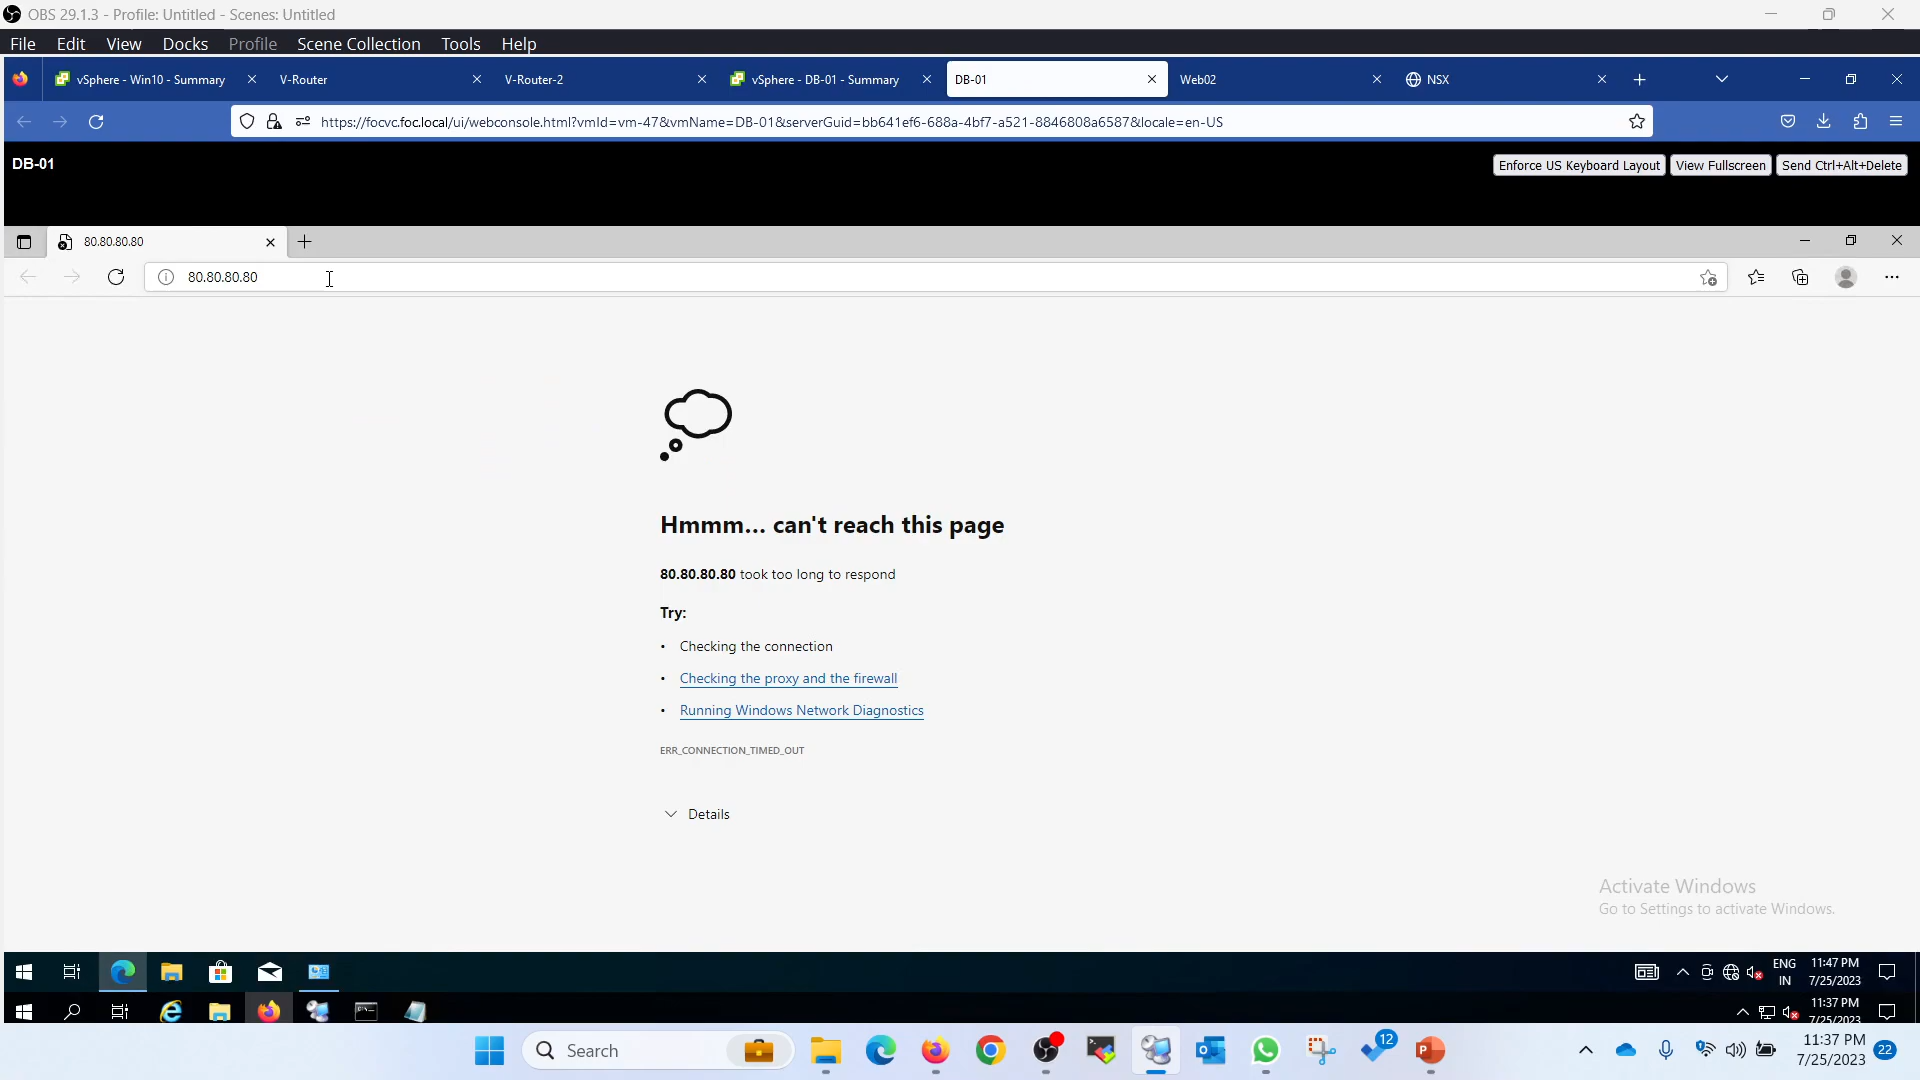 OBS 29.1.3 - Profile: Untitled - Scenes: Untitled
File Edit View Docks Profile Scene Collection Tools Help
vSphere - Win10 - Summary V-Router V-Router-2 vSphere - DB-01 - Summary DB-01 Web02 NSX
https://focvc.foc.local/ui/webconsole.html?vmId=vm-47&vmName=DB-01&serverGuid=bb641ef6-688a-4bf7-a521-8846808a6587&locale=en-US
DB-01 Enforce US Keyboard Layout View Fullscreen Send Ctrl+Alt+Delete
80.80.80.80
80.80.80.80
Hmmm... can't reach this page
80.80.80.80 took too long to respond
Try:
• Checking the connection
• Checking the proxy and the firewall
• Running Windows Network Diagnostics
ERR_CONNECTION_TIMED_OUT
Details
Activate Windows
Go to Settings to activate Windows.
ENG 11:47 PM
IN 7/25/2023
11:37 PM
7/25/2023
Search 12 11:37 PM 22
7/25/2023